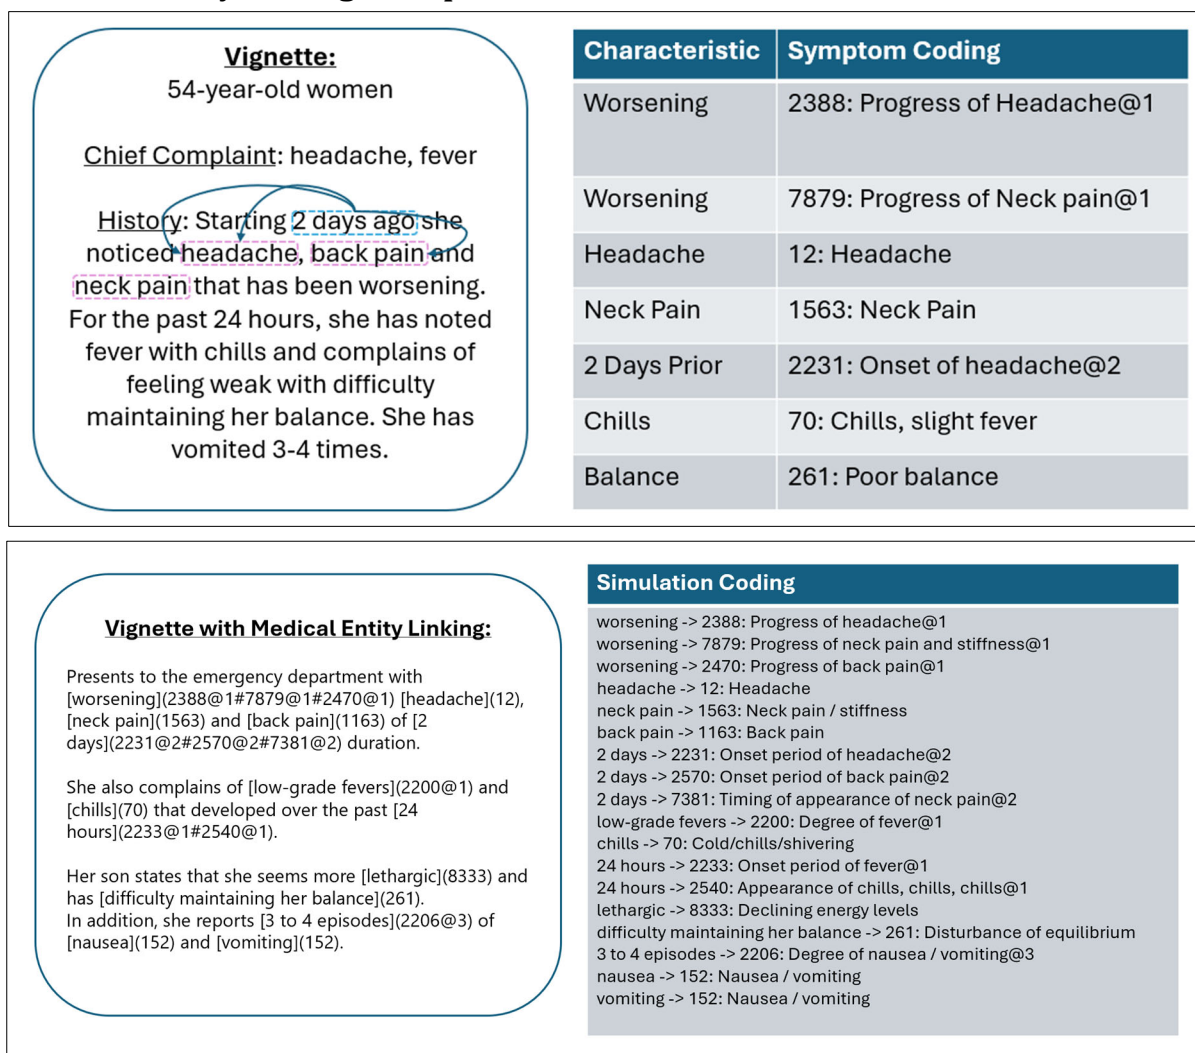 Vignette:
54-year-old women
Chief Complaint: headache, fever
History: Starting 2 days ago she
noticed headache, back pain and
neck pain that has been worsening.
For the past 24 hours, she has noted
fever with chills and complains of
feeling weak with difficulty
maintaining her balance. She has
vomited 3-4 times.
Characteristic Symptom Coding
Worsening 2388: Progress of Headache@1
Worsening 7879: Progress of Neck pain@1
Headache 12: Headache
Neck Pain 1563: Neck Pain
2 Days Prior 2231: Onset of headache@2
Chills 70: Chills, slight fever
Balance 261: Poor balance
Vignette with Medical Entity Linking:
Presents to the emergency department with
[worsening](2388@1#7879@1#2470@1) [headache](12),
[neck pain](1563) and [back pain](1163) of [2
days](2231@2#2570@2#7381@2) duration.
She also complains of [low-grade fevers](2200@1) and
[chills](70) that developed over the past [24
hours](2233@1#2540@1).
Her son states that she seems more [lethargic](8333) and
has [difficulty maintaining her balance](261).
In addition, she reports [3 to 4 episodes](2206@3) of
[nausea](152) and [vomiting](152).
Simulation Coding
worsening -> 2388: Progress of headache@1
worsening -> 7879: Progress of neck pain and stiffness@1
worsening -> 2470: Progress of back pain@1
headache -> 12: Headache
neck pain -> 1563: Neck pain / stiffness
back pain -> 1163: Back pain
2 days -> 2231: Onset period of headache@2
2 days -> 2570: Onset period of back pain@2
2 days -> 7381: Timing of appearance of neck pain@2
low-grade fevers -> 2200: Degree of fever@1
chills -> 70: Cold/chills/shivering
24 hours -> 2233: Onset period of fever@1
24 hours -> 2540: Appearance of chills, chills, chills@1
lethargic -> 8333: Declining energy levels
difficulty maintaining her balance -> 261: Disturbance of equilibrium
3 to 4 episodes -> 2206: Degree of nausea / vomiting@3
nausea -> 152: Nausea / vomiting
vomiting -> 152: Nausea / vomiting